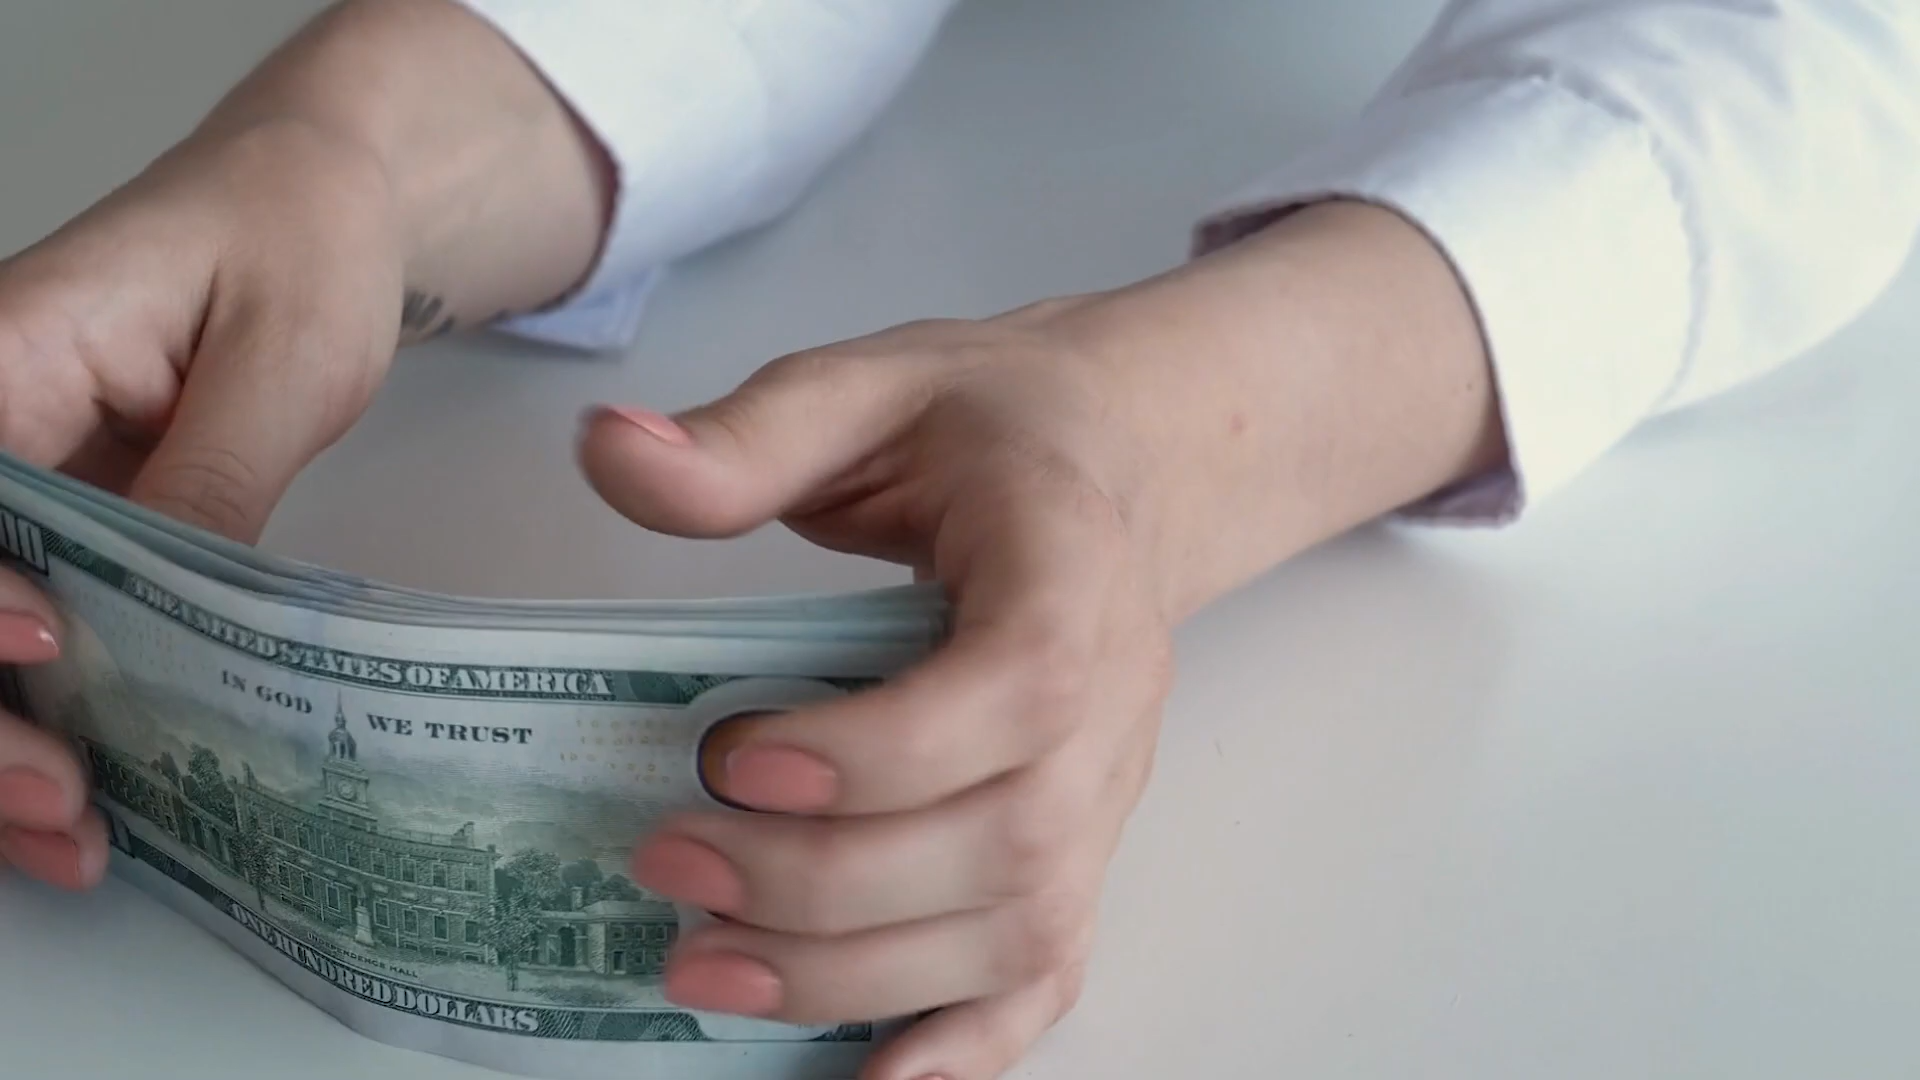 THE UNITED STATES OF AMERICA
IN GOD WE TRUST
INDEPENDENCE HALL
ONE HUNDRED DOLLARS